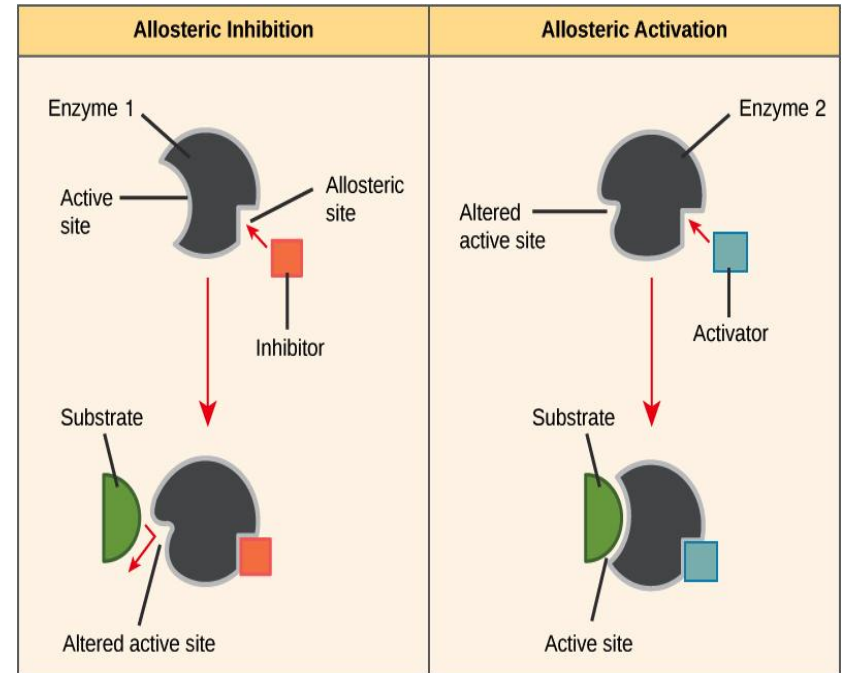 Allosteric Inhibition
Allosteric Activation
Enzyme 1
Active
site
Allosteric
site
Inhibitor
Substrate
Altered active site
Enzyme 2
Altered
active site
Activator
Substrate
Active site